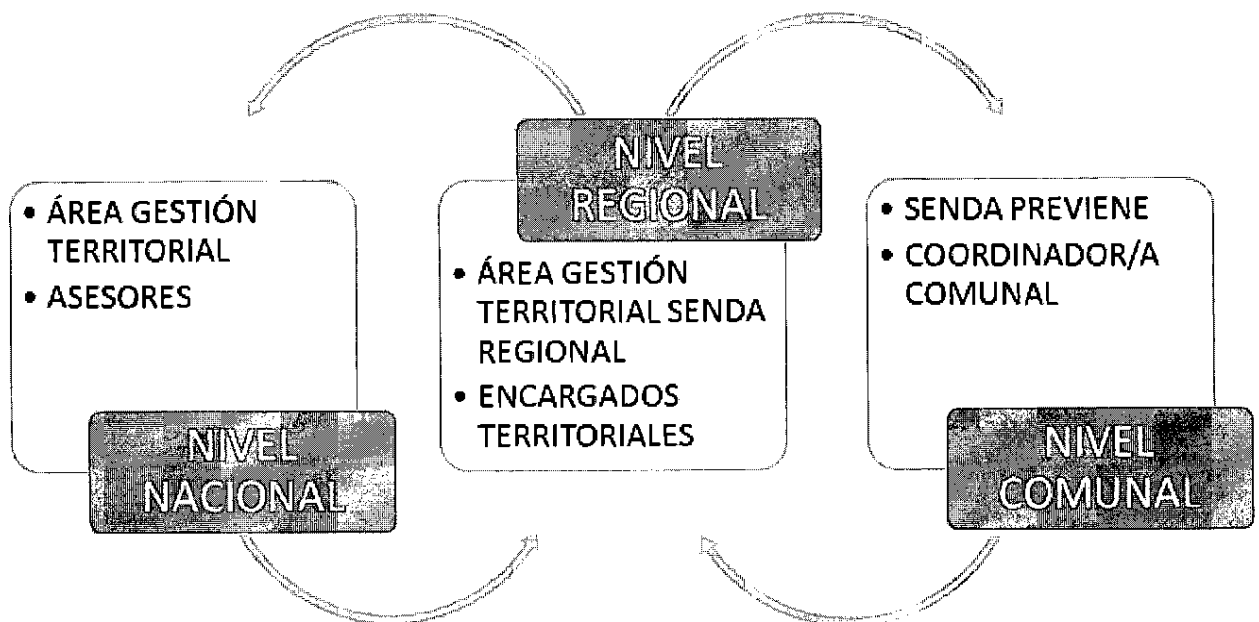 • ÁREA GESTIÓN
TERRITORIAL
• ASESORES
NIVEL
NACIONAL
NIVEL
REGIONAL
• ÁREA GESTIÓN
TERRITORIAL SENDA
REGIONAL
• ENCARGADOS
TERRITORIALES
• SENDA PREVIENE
• COORDINADOR/A
COMUNAL
NIVEL
COMUNAL